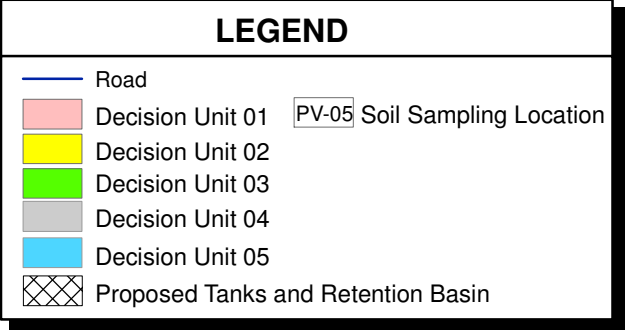 LEGEND
Road
Decision Unit 01
PV-05 Soil Sampling Location
Decision Unit 02
Decision Unit 03
Decision Unit 04
Decision Unit 05
Proposed Tanks and Retention Basin